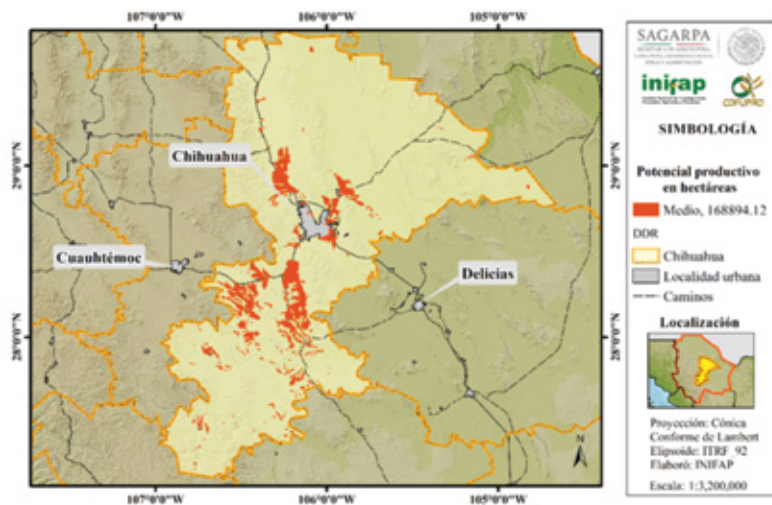 107°0'0"W
106°0'0"W
105°0'0"W
29°0'0"N
28°0'0"N
Chihuahua
Cuauhtémoc
Delicias
N
29°0'0"N
28°0'0"N
107°0'0"W
106°0'0"W
105°0'0"W
SAGARPA
inifap
COFUPRO
SIMBOLOGÍA
Potencial productivo
en hectáreas
Medio, 168894.12
DDR
Chihuahua
Localidad urbana
Caminos
Localización
Proyección: Cónica
Conforme de Lambert
Elipsoide: ITRF_92
Elaboró: INIFAP
Escala: 1:3,200,000